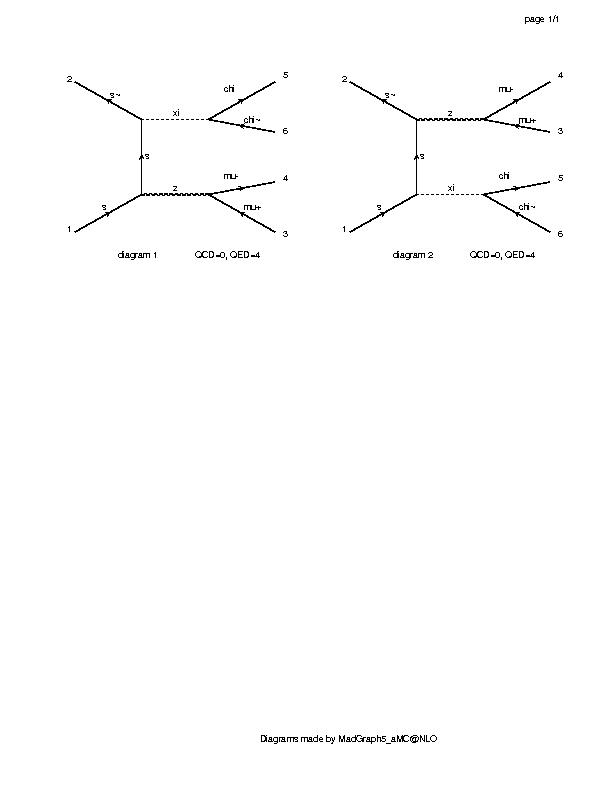 page 1/1
2
s~
xi
chi
5
chi~
6
s
mu-
4
z
s
mu+
1
3
diagram 1 QCD=0, QED=4
2
s~
z
mu-
4
mu+
3
s
chi
5
xi
s
chi~
1
6
diagram 2 QCD=0, QED=4
Diagrams made by MadGraph5_aMC@NLO